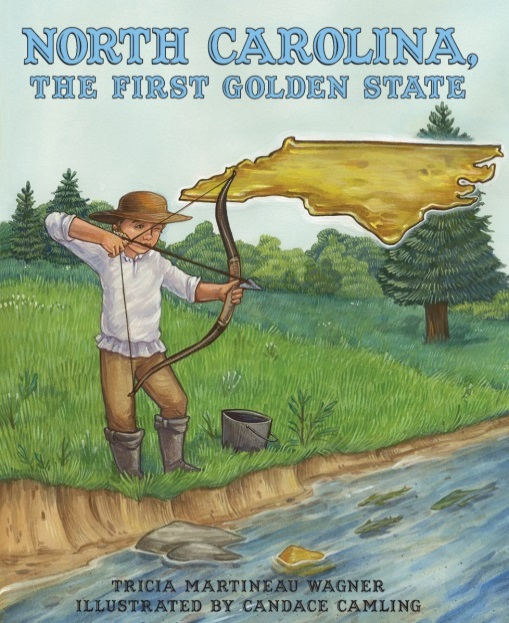 NORTH CAROLINA,
THE FIRST GOLDEN STATE
TRICIA MARTINEAU WAGNER
ILLUSTRATED BY CANDACE CAMLING